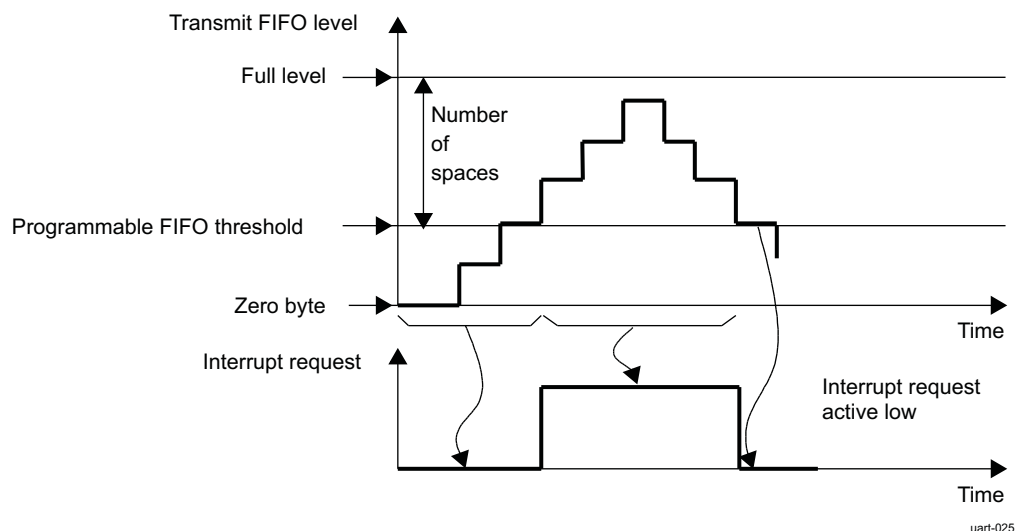 Transmit FIFO level
Full level
Number
of
spaces
Programmable FIFO threshold
Zero byte
Time
Interrupt request
Interrupt request
active low
Time
uart-025